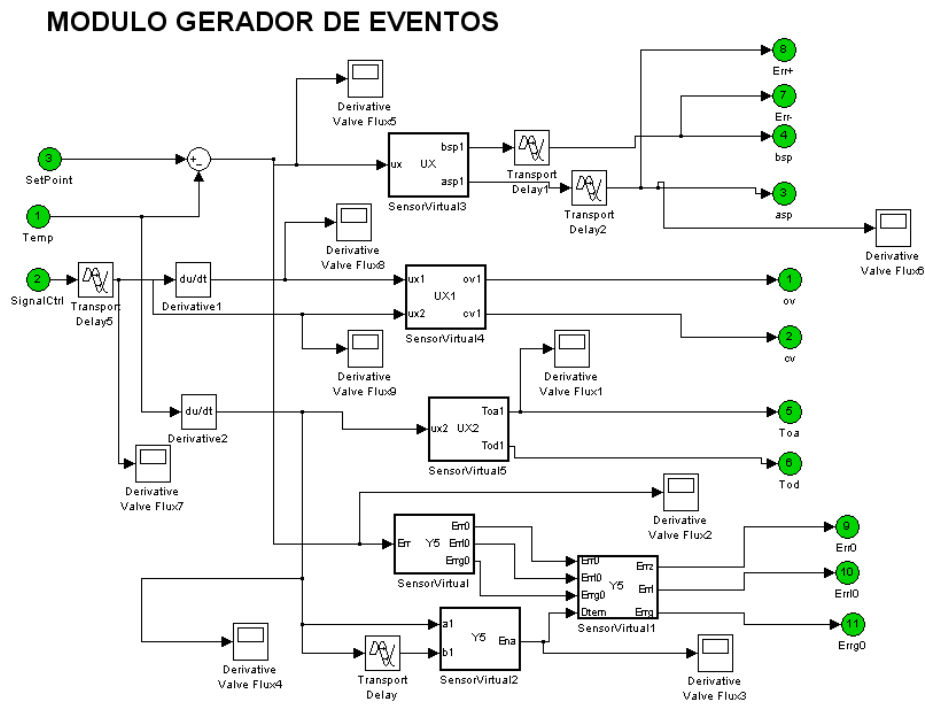 MODULO GERADOR DE EVENTOS
8
Err+
Derivative
Valve Flux5
7
Err-
3
SetPoint
+
-
ux
UX
bsp1
asp1
SensorVirtual3
Transport
Delay1
4
bsp
Transport
Delay2
3
asp
1
Temp
Derivative
Valve Flux8
Derivative
Valve Flux6
2
SignalCtrl
Transport
Delay5
du/dt
Derivative1
ux1
ux2
UX1
ov1
cv1
SensorVirtual4
1
ov
2
cv
Derivative
Valve Flux9
Derivative
Valve Flux1
du/dt
Derivative2
ux2
UX2
Toa1
Tod1
SensorVirtual5
5
Toa
6
Tod
Derivative
Valve Flux7
Derivative
Valve Flux2
Err
Y5
Err0
Errl0
Errg0
SensorVirtual
Err0
Errl0
Errg0
Dtem
Y5
Errz
Errl
Errg
SensorVirtual1
9
Err0
10
Errl0
11
Errg0
a1
b1
Y5
Ena
SensorVirtual2
Derivative
Valve Flux4
Transport
Delay
Derivative
Valve Flux3